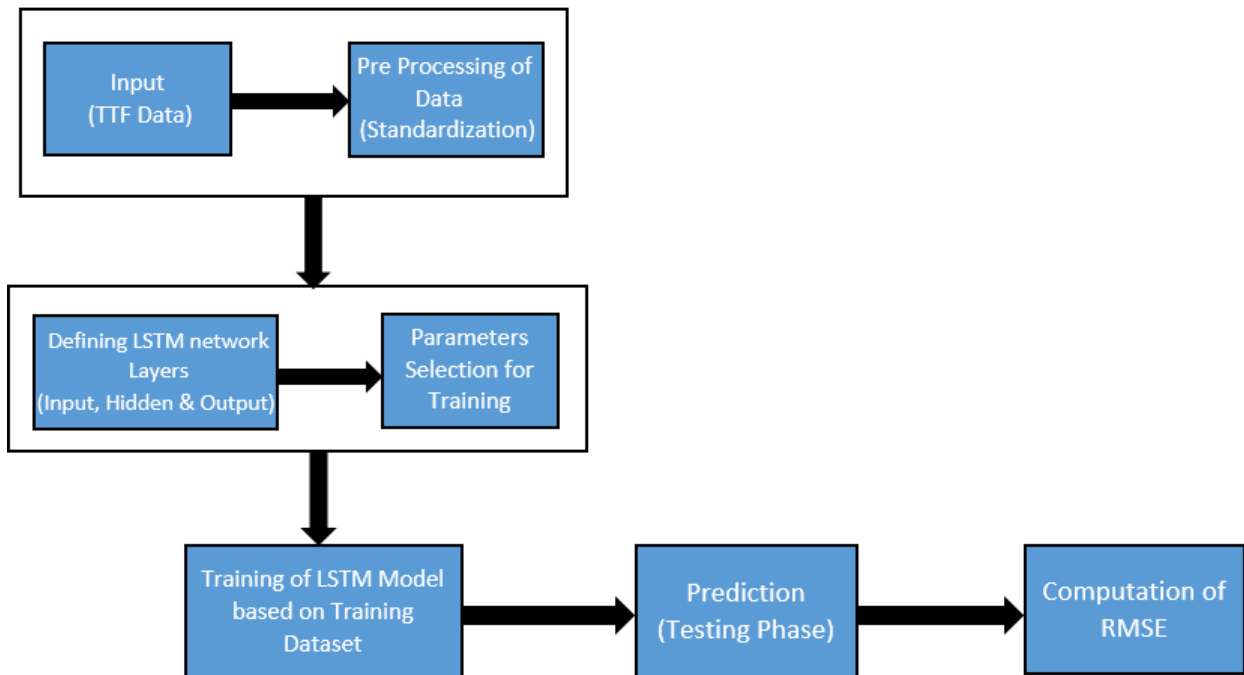 Input
(TTF Data)
Pre Processing of
Data
(Standardization)
Defining LSTM network
Layers
(Input, Hidden & Output)
Parameters
Selection for
Training
Training of LSTM Model
based on Training
Dataset
Prediction
(Testing Phase)
Computation of
RMSE